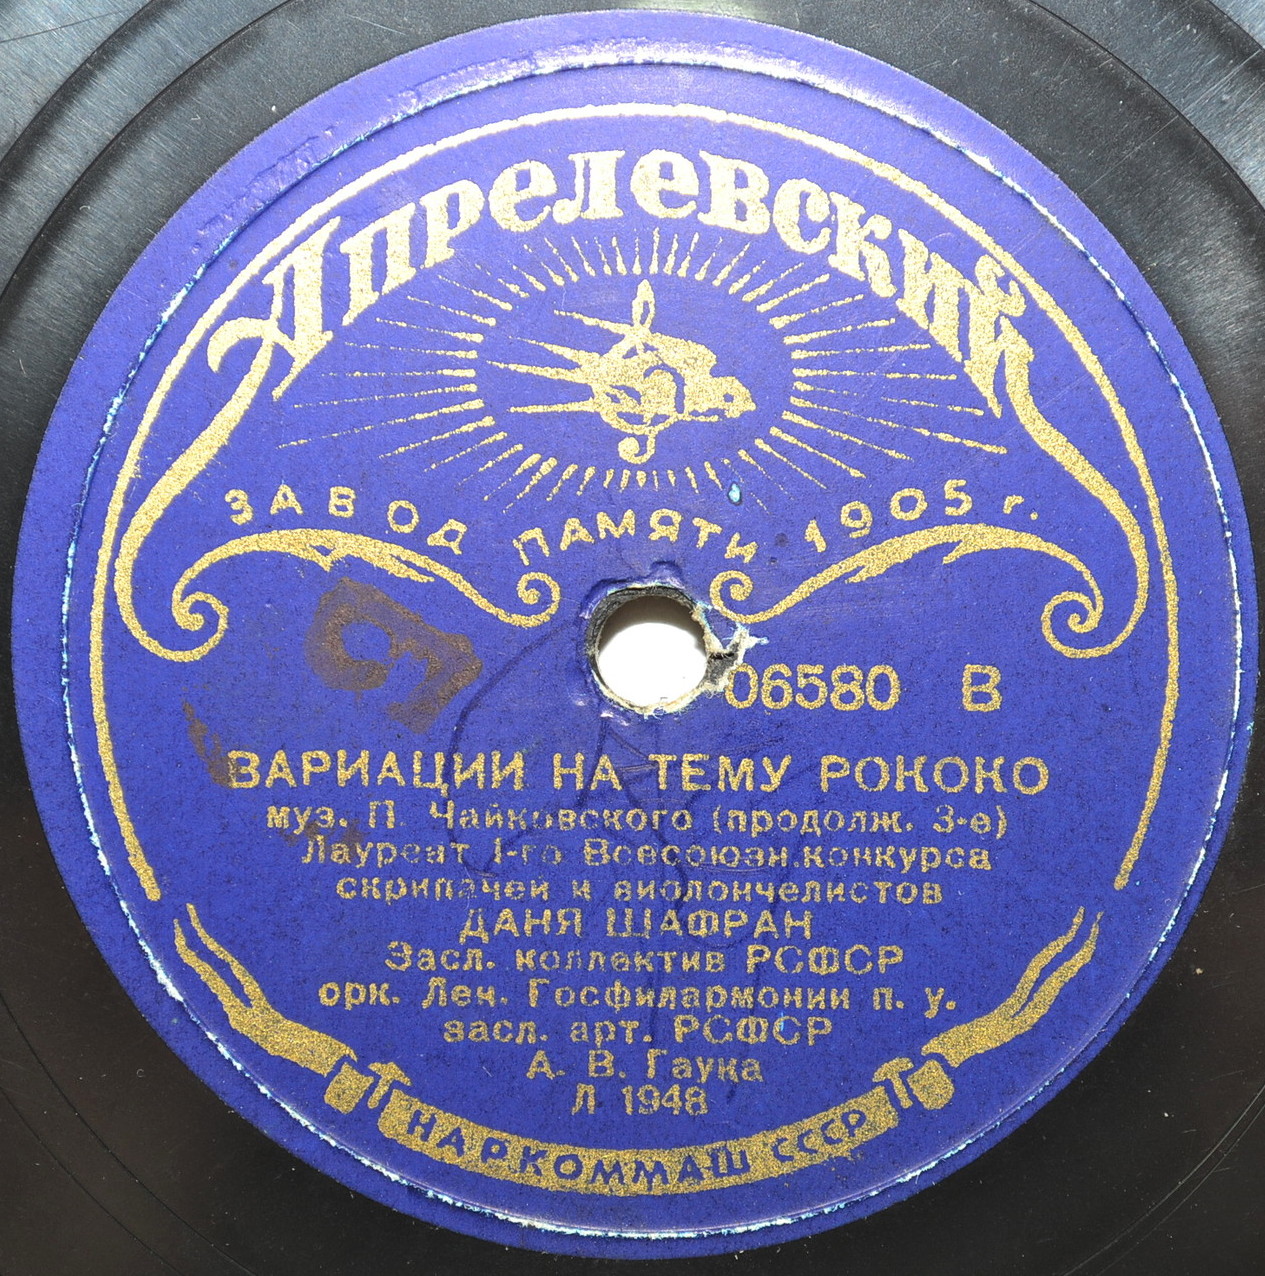 Апрелевский
ЗАВОД ПАМЯТИ 1905 г.
06580 В
ВАРИАЦИИ НА ТЕМУ РОКОКО
муз. П. Чайковского (продолж. 3-е)
Лауреат 1-го Всесоюзн. конкурса
скрипачей и виолончелистов
ДАНЯ ШАФРАН
Засл. коллектив РСФСР
орк. Лен. Госфилармонии п. у.
засл. арт. РСФСР
А. В. Гаука
Л 1948
НАРКОММАШ СССР